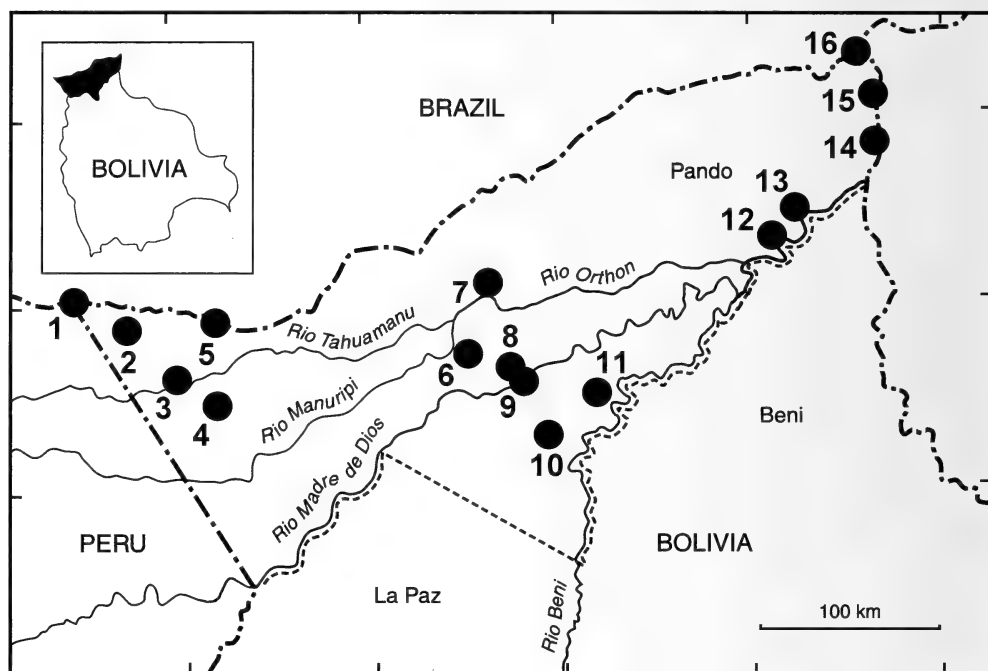 16
BRAZIL
15
BOLIVIA
14
Pando
13
12
7
Rio Orthon
1
2
5
Rio Tahuamanu
8
6
11
3
9
4
Rio Manuripi
Beni
10
Rio Madre de Dios
PERU
BOLIVIA
La Paz
Rio Beni
100 km